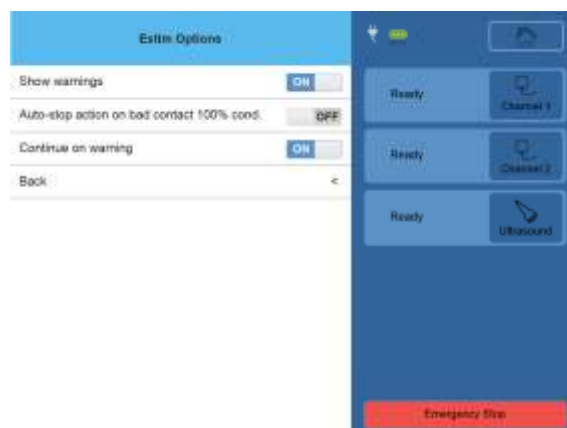 Estim Options
Show warnings ON
Auto-stop action on bad contact 100% cond. OFF
Continue on warning ON
Back <
Ready Channel 1
Ready Channel 2
Ready Ultrasound
Emergency Stop